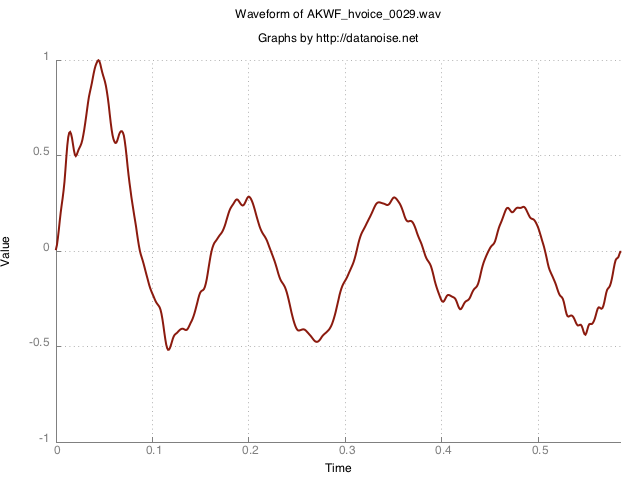 Waveform of AKWF_hvoice_0029.wav
Graphs by http://datanoise.net
1
0.5
0
-0.5
-1
Value
0 0.1 0.2 0.3 0.4 0.5
Time